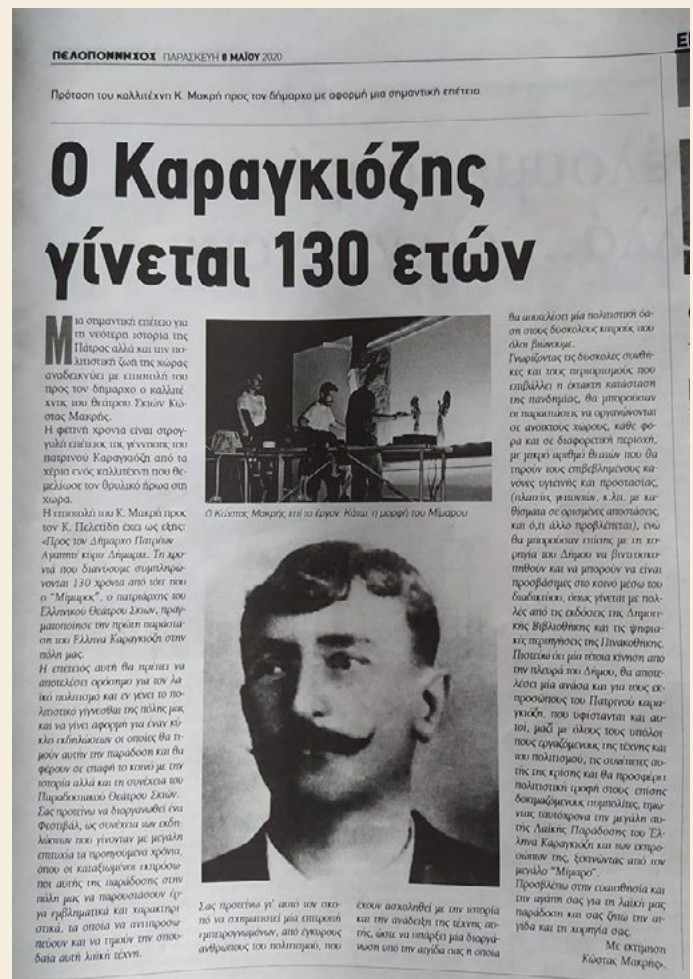 ΠΕΛΟΠΟΝΝΗΣΟΣ ΠΑΡΑΣΚΕΥΗ 8 ΜΑΪΟΥ 2020
Πρόταση του καλλιτέχνη Κ. Μακρή προς τον δήμαρχο με αφορμή μια σημαντική επέτειο
Ο Καραγκιόζης
γίνεται 130 ετών
Μια σημαντική επέτειο για
τη νεότερη ιστορία της
Πάτρας αλλά και την πο-
λιτιστική ζωή της χώρας
αναδεικνύει με επιστολή του
προς τον δήμαρχο ο καλλιτέ-
χνης του θεάτρου Σκιών Κώ-
στας Μακρής.
Η φετινή χρονιά είναι στρογ-
γυλή επέτειος της γέννησης του
πατρινού Καραγκιόζη από τα
χέρια ενός καλλιτέχνη που θε-
μελίωσε τον θρυλικό ήρωα στη
χώρα.
Η επιστολή του Κ. Μακρή προς
τον Κ. Πελετίδη έχει ως εξής:
«Προς τον Δήμαρχο Πατρέων
Αγαπητέ κύριε Δήμαρχε. Τη χρο-
νιά που διανύουμε συμπληρώ-
νονται 130 χρόνια από τότε που
ο "Μίμαρος", ο πατριάρχης του
Ελληνικού Θεάτρου Σκιών, πραγ-
ματοποίησε την πρώτη παράστα-
ση του Έλληνα Καραγκιόζη στην
πόλη μας.
Η επέτειος αυτή θα πρέπει να
αποτελέσει ορόσημο για τον λα-
ϊκό πολιτισμό και εν γένει το πο-
λιτιστικό γίγνεσθαι της πόλης μας
και να γίνει αφορμή για έναν κύ-
κλο εκδηλώσεων οι οποίες θα τι-
μούν αυτήν την παράδοση και θα
φέρουν σε επαφή το κοινό με την
ιστορία αλλά και τη συνέχεια του
Παραδοσιακού Θεάτρου Σκιών.
Σας προτείνω να διοργανωθεί ένα
Φεστιβάλ, ως συνέχεια των εκδη-
λώσεων που γίνονταν με μεγάλη
επιτυχία τα προηγούμενα χρόνια,
όπου οι καταξιωμένοι εκπρόσω-
ποι αυτής της παράδοσης στην
πόλη μας να παρουσιάσουν έρ-
γα εμβληματικά και χαρακτηρι
στικά, τα οποία να αντιπροσω-
πεύουν και να τιμούν την σπου-
δαία αυτή λαϊκή τέχνη.
Ο Κώστας Μακρής επί το έργον. Κάτω, η μορφή του Μίμαρου
Σας προτείνω γι' αυτό τον σκο-
πό να σχηματιστεί μία επιτροπή
εμπειρογνωμόνων, από έγκυρους
ανθρώπους του πολιτισμού, που
έχουν ασχοληθεί με την ιστορία
και την ανάδειξη της τέχνης αυ-
τής, ώστε να υπάρξει μία διοργά-
νωση υπό την αιγίδα σας η οποία
θα αποτελέσει μία πολιτιστική όα-
ση στους δύσκολους καιρούς που
όλοι βιώνουμε.
Γνωρίζοντας τις δύσκολες συνθή-
κες και τους περιορισμούς που
επιβάλλει η έκτακτη κατάσταση
της πανδημίας, θα μπορούσαν
οι παραστάσεις να οργανώνονται
σε ανοικτούς χώρους, κάθε φο-
ρά και σε διαφορετική περιοχή,
με μικρό αριθμό θεατών που θα
τηρούν τους επιβεβλημένους κα-
νόνες υγιεινής και προστασίας,
(πλατείες γειτονιών, κ.λπ. με κα-
θίσματα σε ορισμένες αποστάσεις,
και ό,τι άλλο προβλέπεται), ενώ
θα μπορούσαν επίσης με τη χο-
ρηγία του Δήμου να βιντεοσκο-
πηθούν και να μπορούν να είναι
προσβάσιμες στο κοινό μέσω του
διαδικτύου, όπως γίνεται με πολ-
λές από τις εκδόσεις της Δημοτι-
κής Βιβλιοθήκης και τις ψηφια-
κές περιηγήσεις της Πινακοθήκης.
Πιστεύω ότι μία τέτοια κίνηση από
την πλευρά του Δήμου, θα αποτε-
λέσει μία ανάσα και για τους εκ-
προσώπους του Πατρινού καρα-
γκιόζη, που υφίστανται και αυ-
τοί, μαζί με όλους τους υπόλοι-
πους εργαζόμενους της τέχνης και
του πολιτισμού, τις συνέπειες αυ-
τής της κρίσης και θα προσφέρει
πολιτιστική τροφή στους επίσης
δοκιμαζόμενους συμπολίτες, τιμώ-
ντας ταυτόχρονα την μεγάλη αυ-
τής Λαϊκής Παράδοσης του Έλ-
ληνα Καραγκιόζη και των εκπρο-
σώπων της, ξεκινώντας από τον
μεγάλο "Μίμαρο".
Προσβλέπω στην ευαισθησία και
την αγάπη σας για τη λαϊκή μας
παράδοση και σας ζητώ την αι-
γίδα και τη χορηγία σας.
Με εκτίμηση
Κώστας Μακρής».